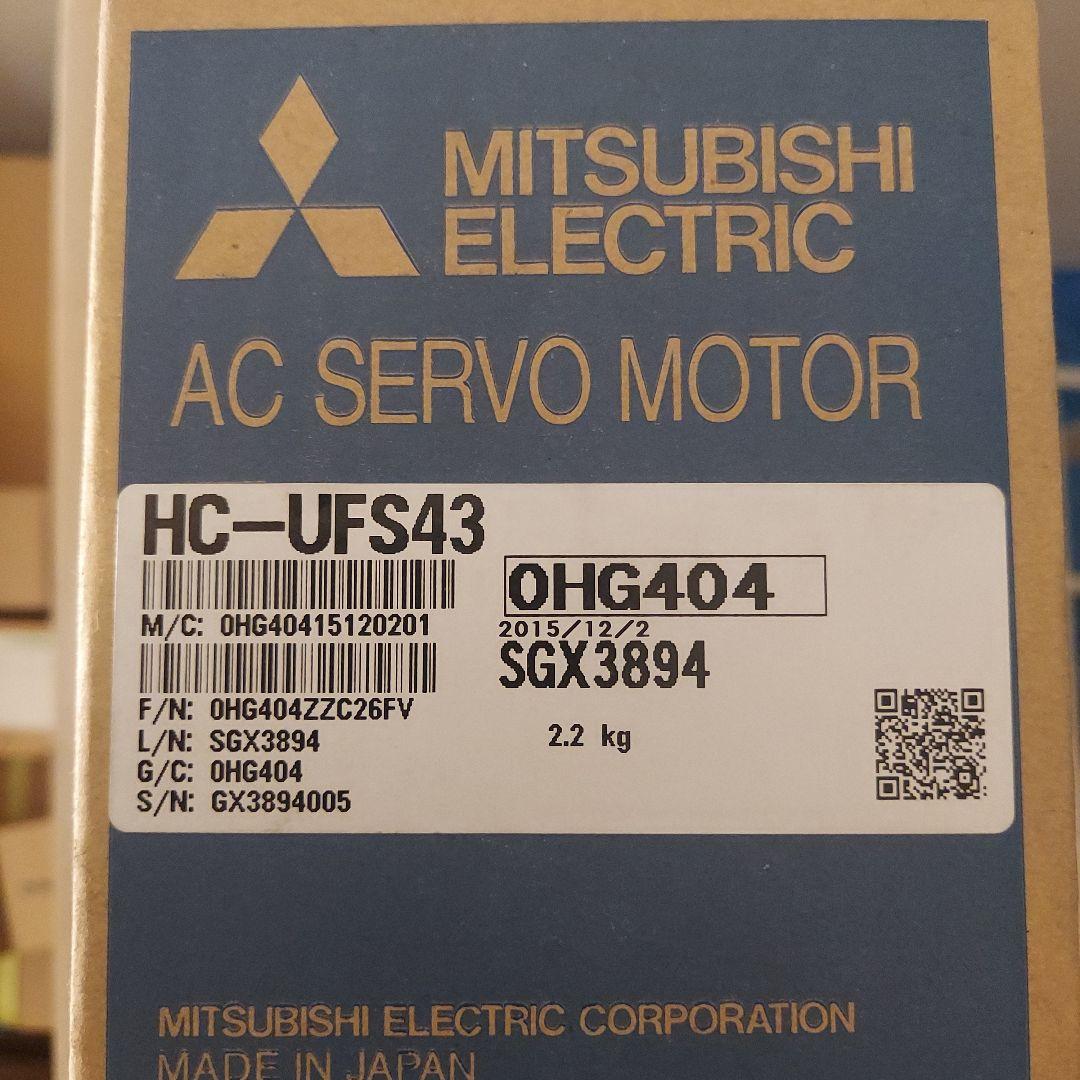 MITSUBISHI
ELECTRIC
AC SERVO MOTOR
HC-UFS43
0HG404
M/C: 0HG40415120201
2015/12/2
SGX3894
F/N: 0HG404ZZC26FV
L/N: SGX3894
2.2 kg
G/C: 0HG404
S/N: GX3894005
MITSUBISHI ELECTRIC CORPORATION
MADE IN JAPAN